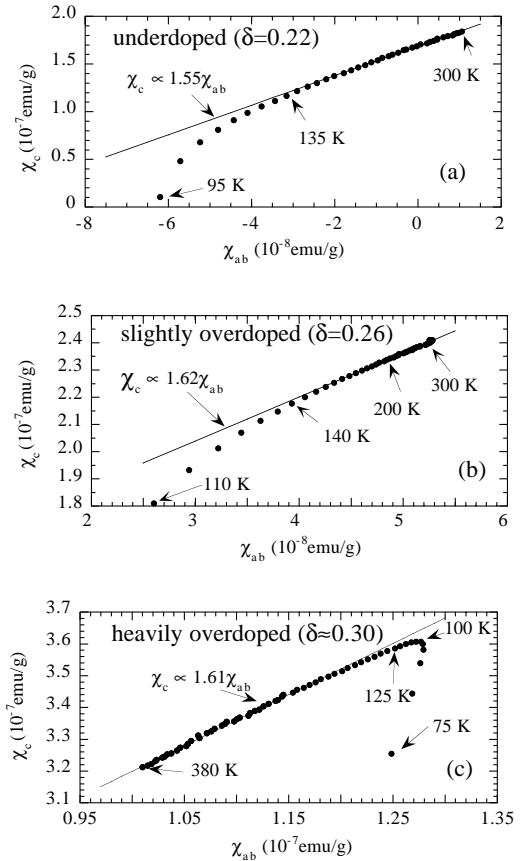 2.0
underdoped (δ=0.22)
1.5
χc ∝ 1.55χab
300 K
1.0
135 K
χc (10-7emu/g)
0.5
95 K
(a)
0
-8 -6 -4 -2 0 2
χab (10-8emu/g)
2.5
slightly overdoped (δ=0.26)
2.4
2.3
χc ∝ 1.62χab
300 K
200 K
2.2
χc (10-7emu/g)
2.1
140 K
2.0
1.9
110 K
(b)
1.8
2 3 4 5 6
χab (10-8emu/g)
3.7
heavily overdoped (δ≈0.30)
100 K
3.6
3.5
χc ∝ 1.61χab
125 K
3.4
χc (10-7emu/g)
3.3
75 K
3.2
380 K
(c)
3.1
0.95 1.05 1.15 1.25 1.35
χab (10-7emu/g)